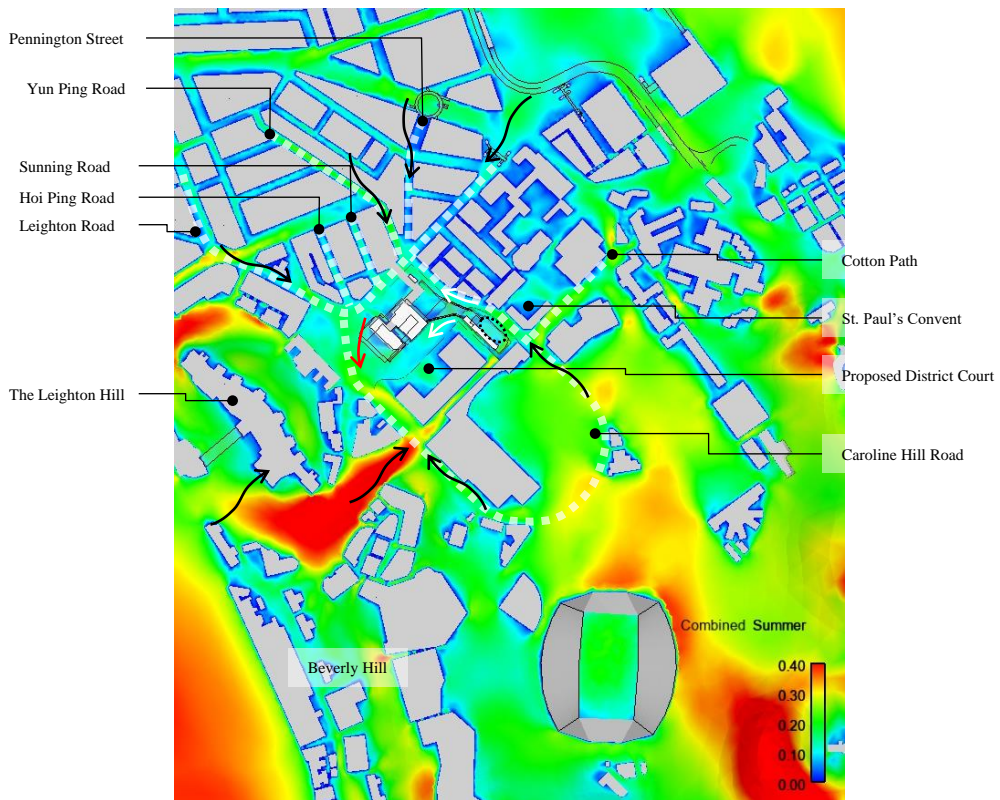 Pennington Street
Yun Ping Road
Sunning Road
Hoi Ping Road
Leighton Road
Cotton Path
St. Paul's Convent
Proposed District Court
The Leighton Hill
Caroline Hill Road
Combined Summer
Beverly Hill
0.40
0.30
0.20
0.10
0.00